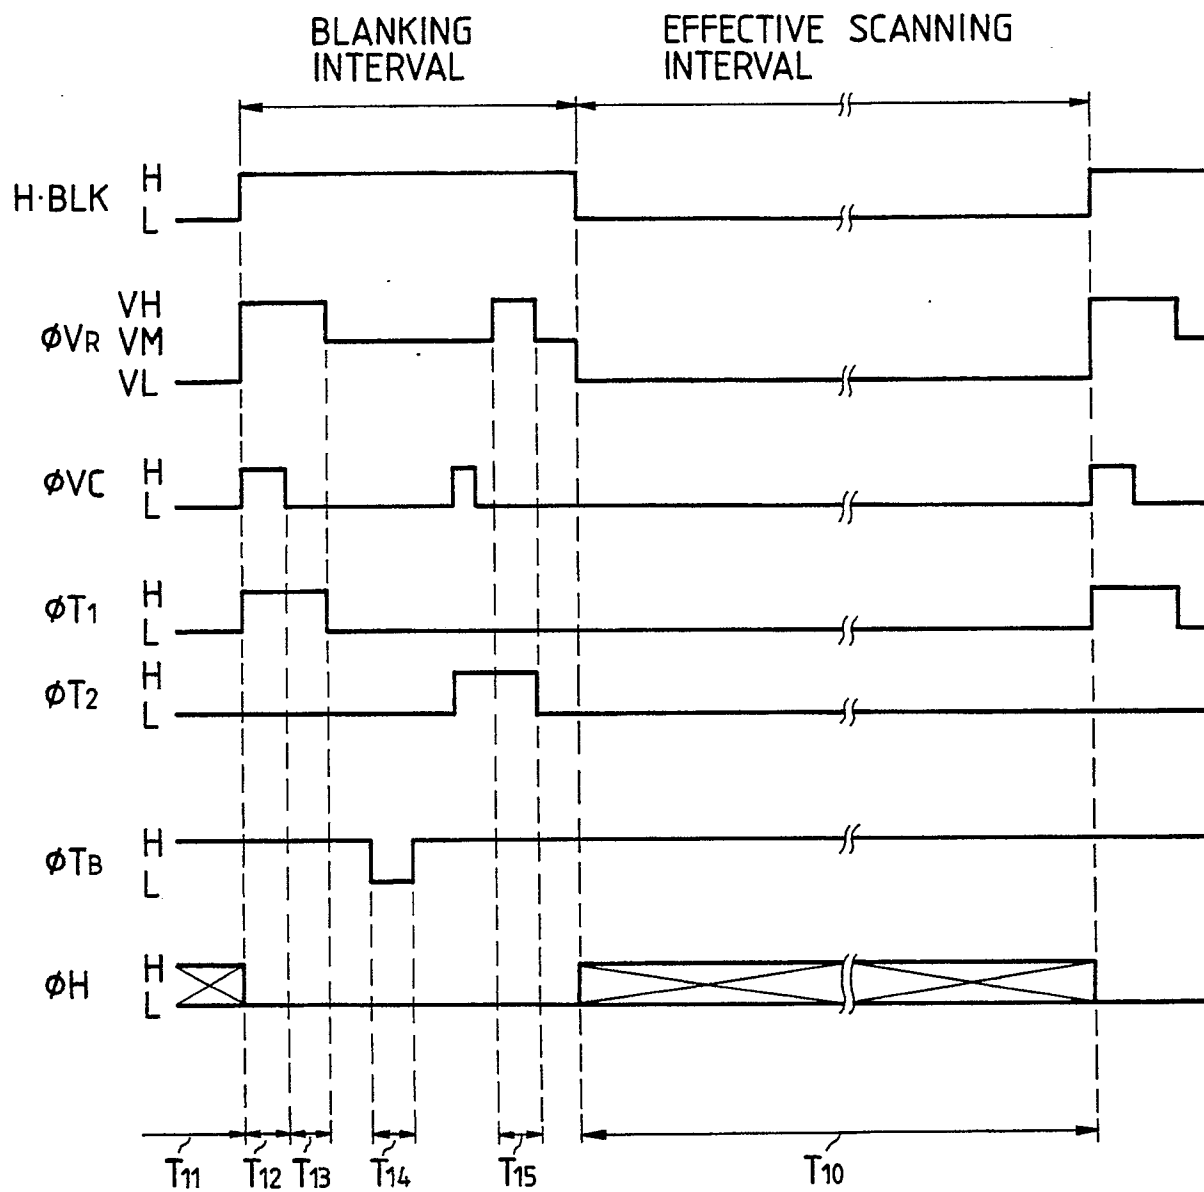 BLANKING
INTERVAL
EFFECTIVE SCANNING
INTERVAL
H·BLK
H
L
φVR
VH
VM
VL
φVC
H
L
φT1
H
L
φT2
H
L
φTB
H
L
φH
H
L
T11
T12
T13
T14
T15
T10